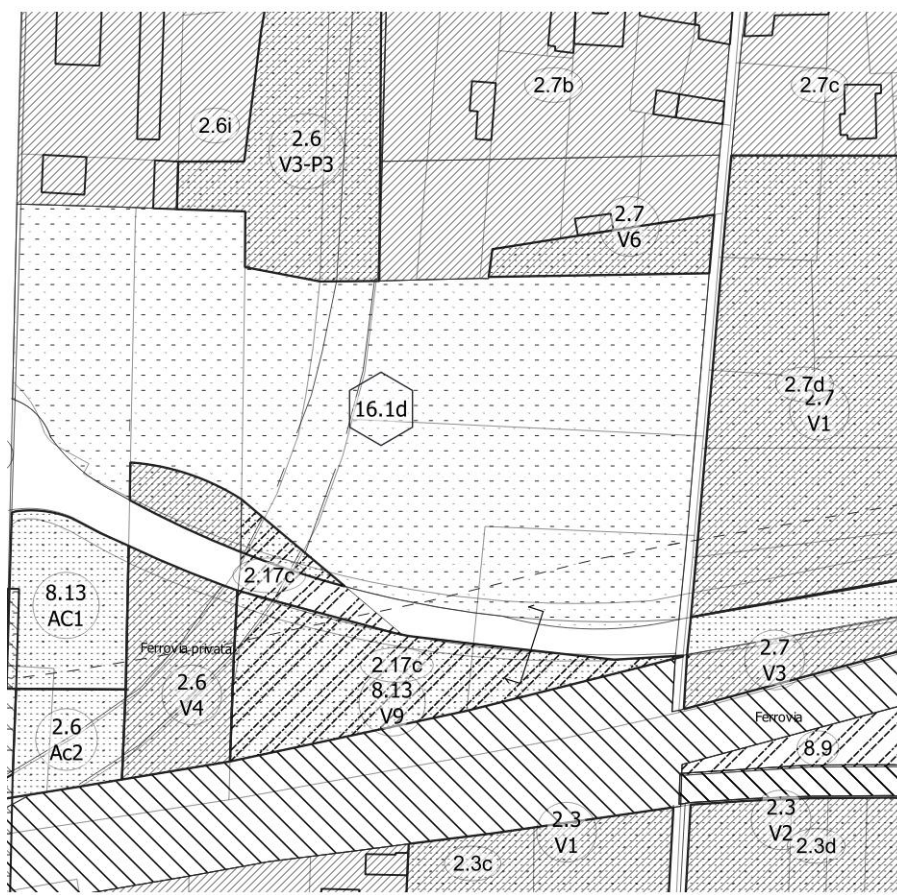 2.7b
2.7c
2.6i
2.6
V3-P3
2.7
V6
2.7d
2.7
V1
16.1d
2.17c
8.13
AC1
Ferrovia privata
2.17c
8.13
V9
2.7
V3
2.6
V4
2.6
Ac2
Ferrovia
8.9
2.3
V1
2.3
V2
2.3d
2.3c